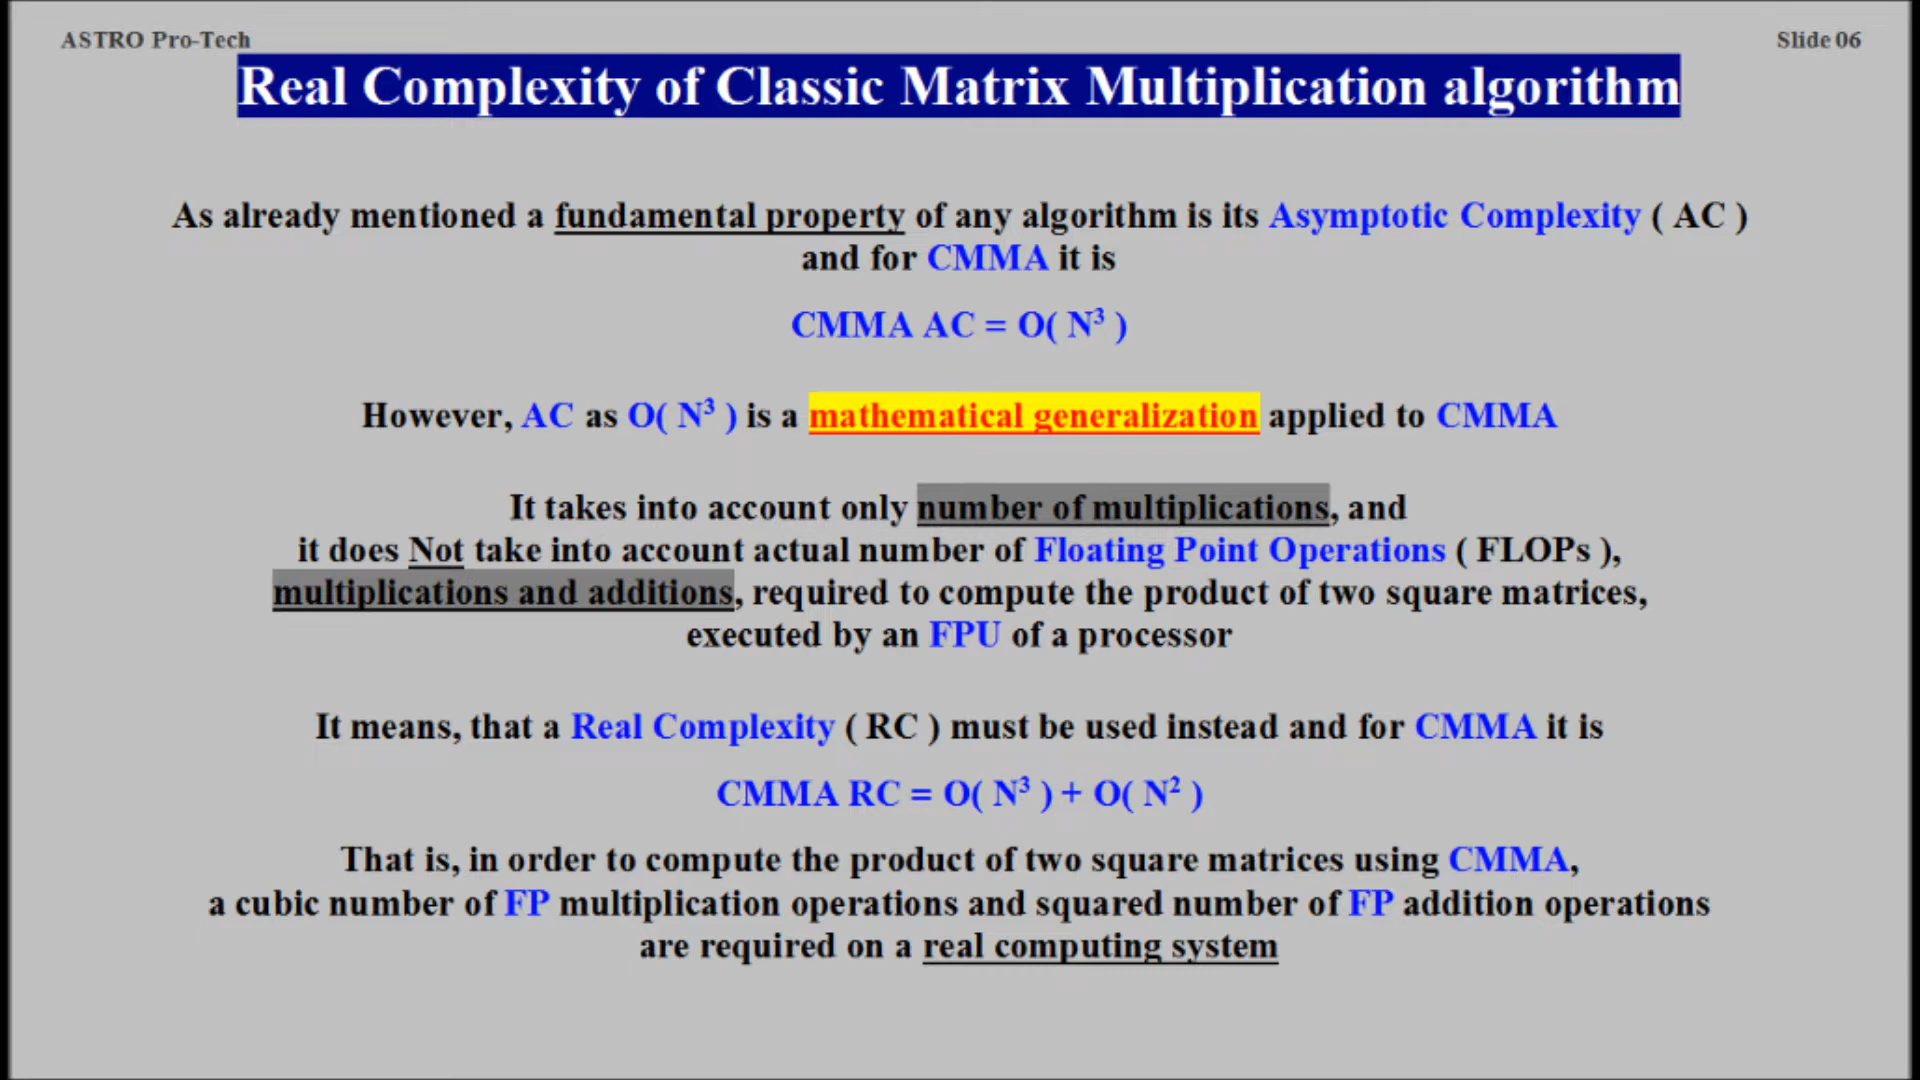 ASTRO Pro-Tech
Slide 06
Real Complexity of Classic Matrix Multiplication algorithm
As already mentioned a fundamental property of any algorithm is its Asymptotic Complexity ( AC )
and for CMMA it is
CMMA AC = O( N³ )
However, AC as O( N³ ) is a mathematical generalization applied to CMMA
It takes into account only number of multiplications, and
it does Not take into account actual number of Floating Point Operations ( FLOPs ),
multiplications and additions, required to compute the product of two square matrices,
executed by an FPU of a processor
It means, that a Real Complexity ( RC ) must be used instead and for CMMA it is
CMMA RC = O( N³ ) + O( N² )
That is, in order to compute the product of two square matrices using CMMA,
a cubic number of FP multiplication operations and squared number of FP addition operations
are required on a real computing system